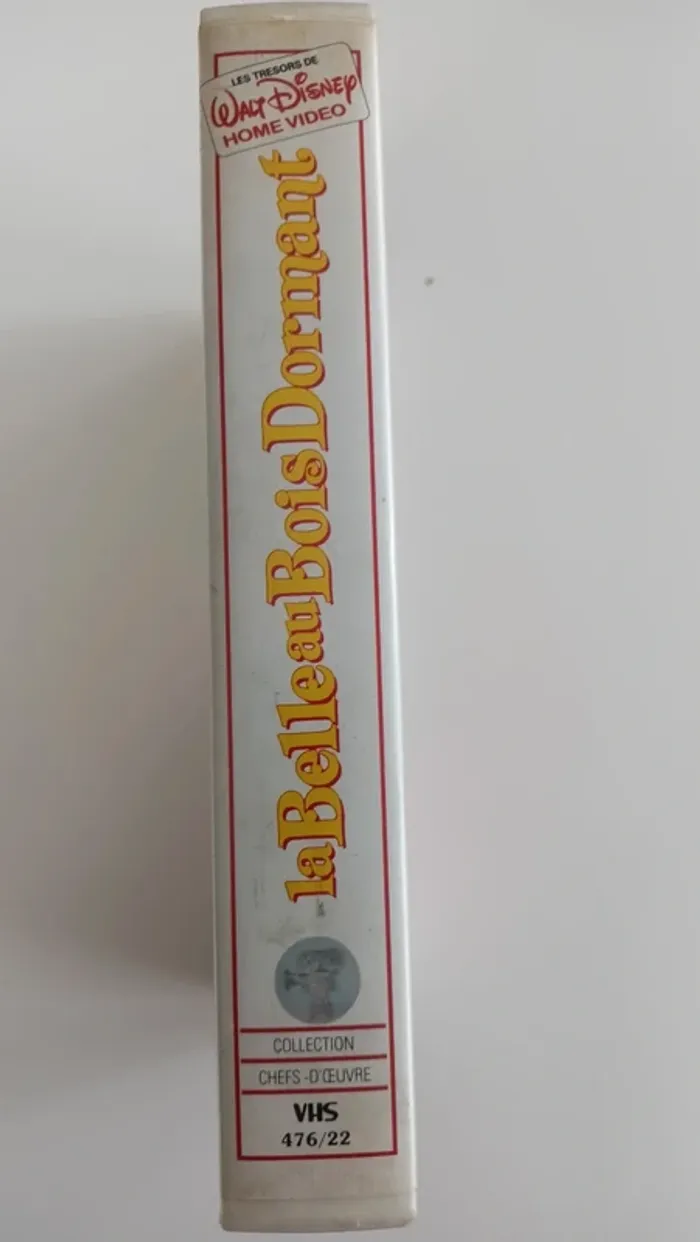 LES TRESORS DE
WALT DISNEY
HOME VIDEO
la Belle au Bois Dormant
COLLECTION
CHEFS-D'ŒUVRE
VHS
476/22